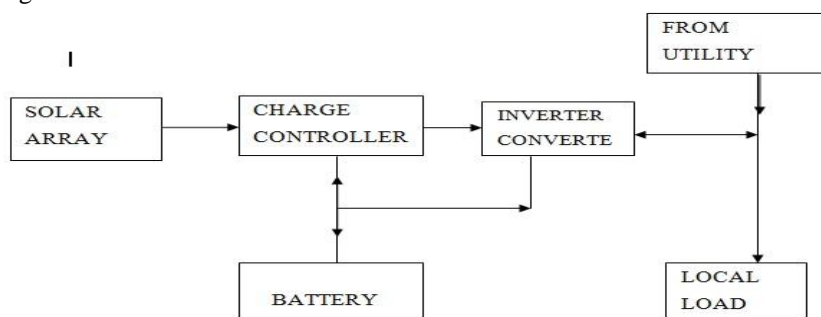 FROM
UTILITY
SOLAR
ARRAY
CHARGE
CONTROLLER
INVERTER
CONVERTE
BATTERY
LOCAL
LOAD